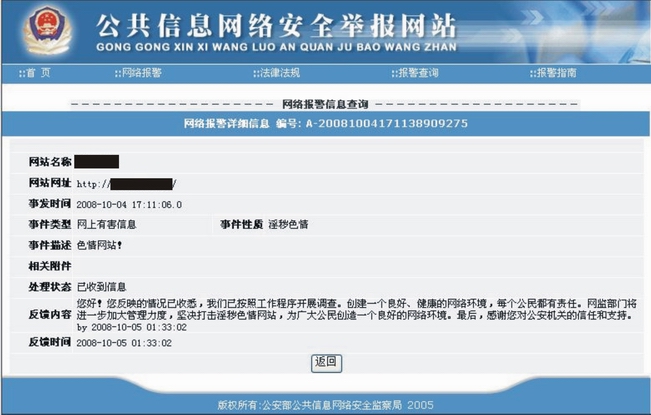 公共信息网络安全举报网站
GONG GONG XIN XI WANG LUO AN QUAN JU BAO WANG ZHAN
::首 页 ::网络报警 ::法律法规 ::报警查询 ::报警指南
网络报警信息查询
网络报警详细信息 编号: A-20081004171138909275
网站名称
网站网址 http:// /
事发时间 2008-10-04 17:11:06.0
事件类型 网上有害信息 事件性质 淫秽色情
事件描述 色情网站!
相关附件
处理状态 已收到信息
反馈内容 您好! 您反映的情况已收悉,我们已按照工作程序开展调查。创建一个良好、健康的网络环境,每个公民都有责任。网监部门将
进一步加大管理力度,坚决打击淫秽色情网站,为广大公民创造一个良好的网络环境。最后,感谢您对公安机关的信任和支持。
by 2008-10-05 01:33:02
反馈时间 2008-10-05 01:33:02
返回
版权所有:公安部公共信息网络安全监察局 2005